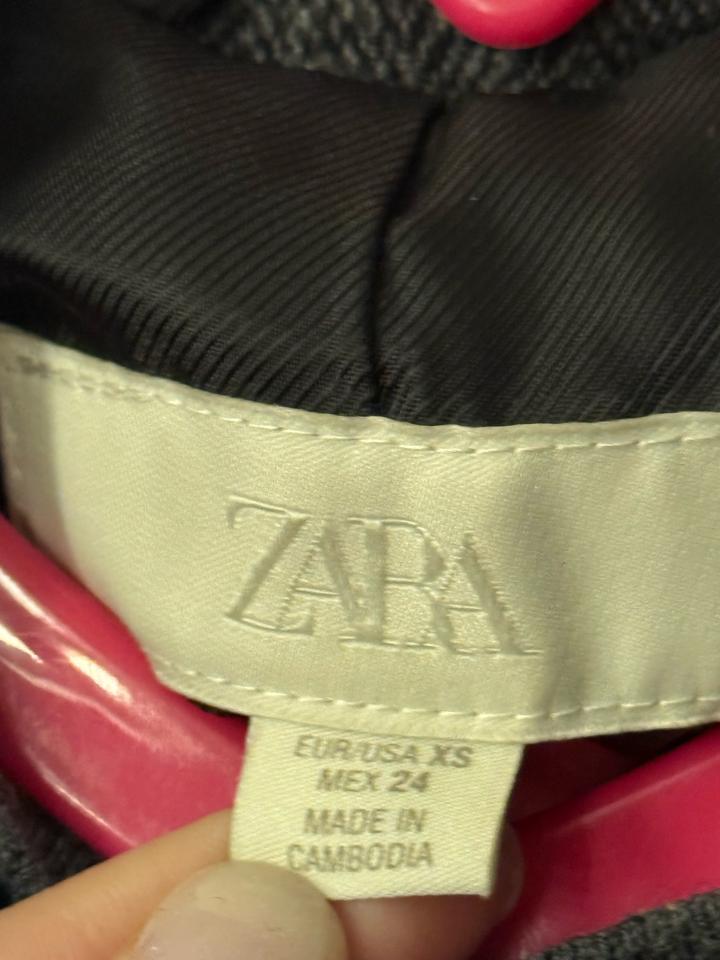 ZARA
EUR/USA XS
MEX 24
MADE IN
CAMBODIA